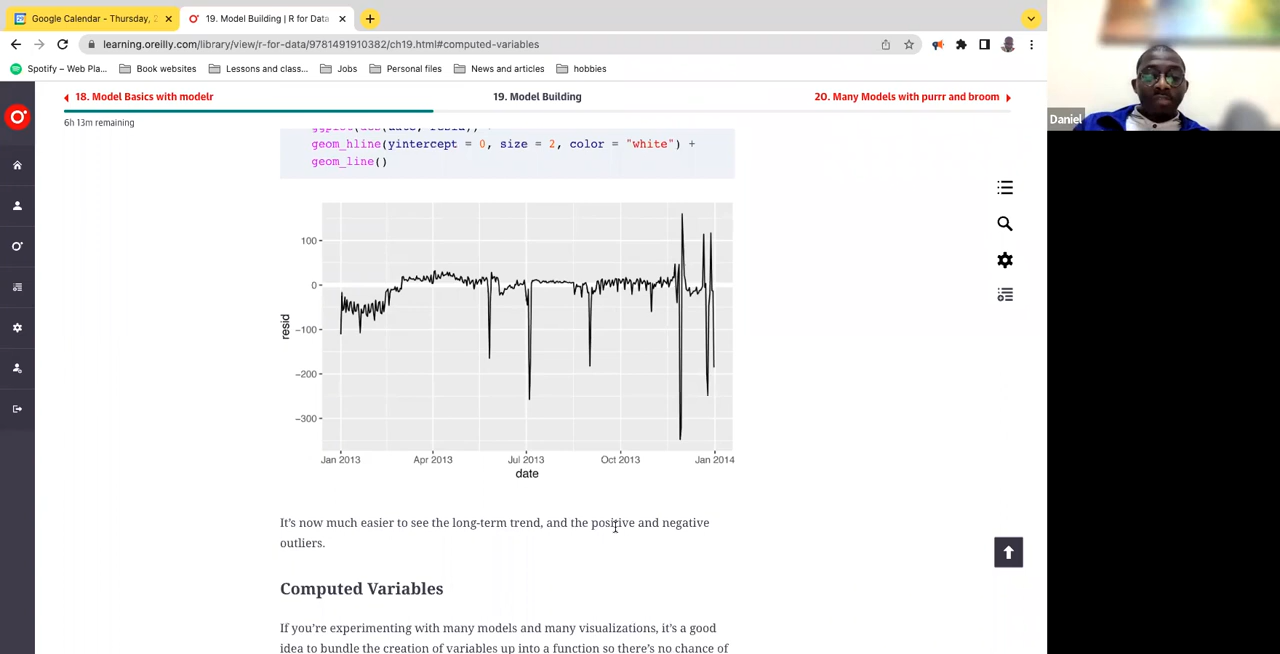 Google Calendar - Thursday, 2
19. Model Building | R for Data
learning.oreilly.com/library/view/r-for-data/9781491910382/ch19.html#computed-variables
Spotify – Web Pla... Book websites Lessons and class... Jobs Personal files News and articles hobbies
18. Model Basics with modelr 19. Model Building 20. Many Models with purrr and broom
6h 13m remaining
Daniel
geom_hline(yintercept = 0, size = 2, color = "white") +
geom_line()
100
0
−100
−200
−300
resid
Jan 2013 Apr 2013 Jul 2013 Oct 2013 Jan 2014
date
It's now much easier to see the long-term trend, and the positive and negative
outliers.
Computed Variables
If you're experimenting with many models and many visualizations, it's a good
idea to bundle the creation of variables up into a function so there's no chance of